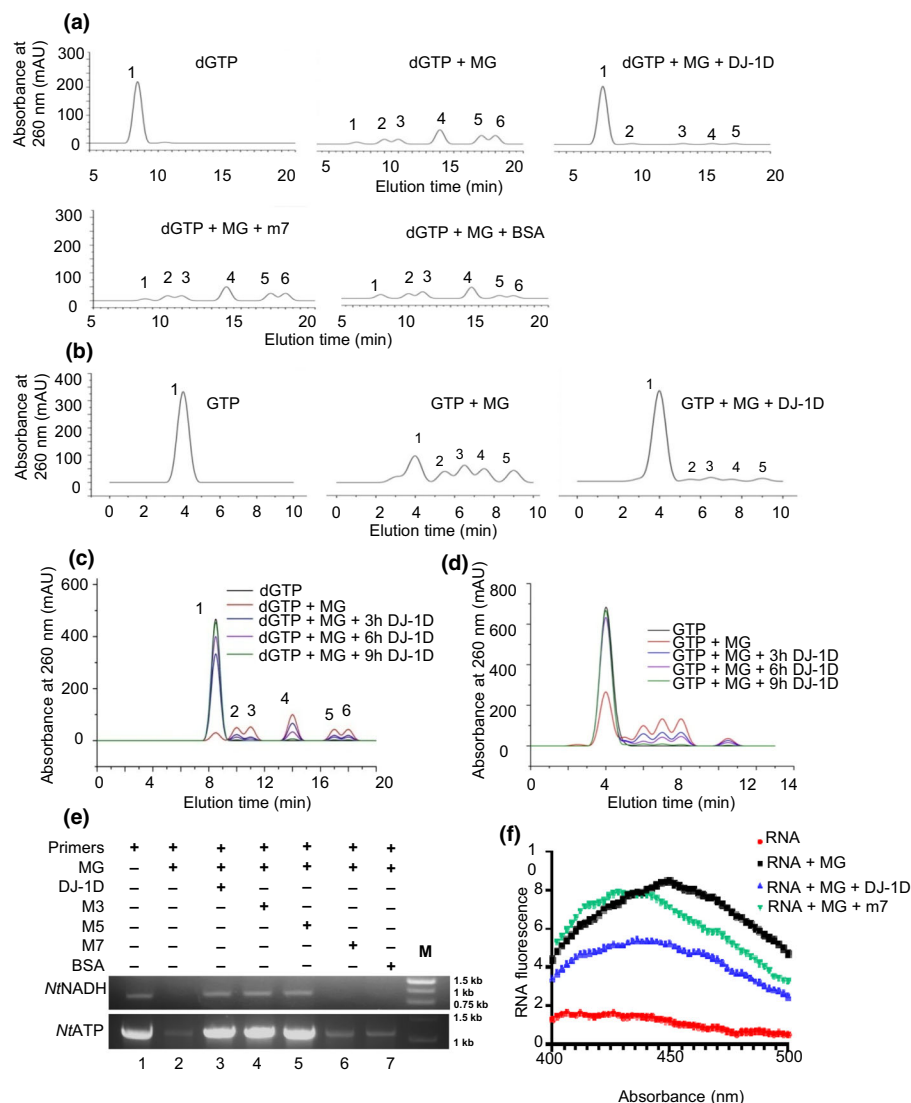 (a)
Absorbance at
260 nm (mAU)
300
200
100
0
1
dGTP
5 10 15 20
dGTP + MG
1 2 3 4 5 6
5 10 15 20
Elution time (min)
dGTP + MG + DJ-1D
1
2 3 4 5
5 10 15 20
300
200
100
0
dGTP + MG + m7
1 2 3 4 5 6
5 10 15 20
Elution time (min)
dGTP + MG + BSA
1 2 3 4 5 6
5 10 15 20
(b)
Absorbance at
260 nm (mAU)
400
300
200
100
0
1
GTP
0 2 4 6 8 10
GTP + MG
1
2 3 4 5
0 2 4 6 8 10
Elution time (min)
GTP + MG + DJ-1D
1
2 3 4 5
0 2 4 6 8 10
(c)
Absorbance at 260 nm (mAU)
600
400
200
0
dGTP
dGTP + MG
dGTP + MG + 3h DJ-1D
dGTP + MG + 6h DJ-1D
dGTP + MG + 9h DJ-1D
1
2 3 4 5 6
0 4 8 12 16 20
Elution time (min)
(d)
Absorbance at 260 nm (mAU)
800
600
400
200
0
GTP
GTP + MG
GTP + MG + 3h DJ-1D
GTP + MG + 6h DJ-1D
GTP + MG + 9h DJ-1D
0 2 4 6 8 10 12 14
Elution time (min)
(e)
Primers + + + + + + +
MG – + + + + + +
DJ-1D – – + – – – –
M3 – – – + – – –
M5 – – – – + – –
M7 – – – – – + –
BSA – – – – – – +
M
NtNADH
1.5 kb
1 kb
0.75 kb
NtATP
1.5 kb
1 kb
1 2 3 4 5 6 7
(f)
RNA fluorescence
1 0
8
6
4
2
0
RNA
RNA + MG
RNA + MG + DJ-1D
RNA + MG + m7
400 450 500
Absorbance (nm)